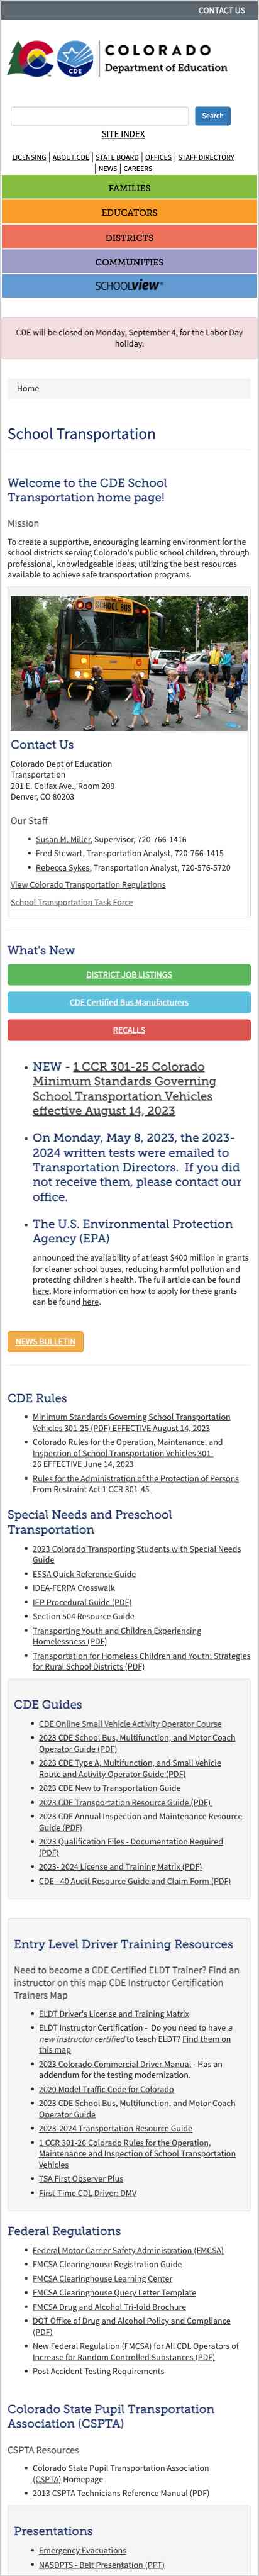 CONTACT US
CDE
COLORADO
Department of Education
Search
SITE INDEX
LICENSING | ABOUT CDE | STATE BOARD | OFFICES | STAFF DIRECTORY
| NEWS | CAREERS
FAMILIES
EDUCATORS
DISTRICTS
COMMUNITIES
SCHOOLVIEW®
CDE will be closed on Monday, September 4, for the Labor Day
holiday.
Home
School Transportation
Welcome to the CDE School
Transportation home page!
Mission
To create a supportive, encouraging learning environment for the
school districts serving Colorado's public school children, through
professional, knowledgeable ideas, utilizing the best resources
available to achieve safe transportation programs.
SCHOOL BUS
Contact Us
Colorado Dept of Education
Transportation
201 E. Colfax Ave., Room 209
Denver, CO 80203
Our Staff
• Susan M. Miller, Supervisor, 720-766-1416
• Fred Stewart, Transportation Analyst, 720-766-1415
• Rebecca Sykes, Transportation Analyst, 720-576-5720
View Colorado Transportation Regulations
School Transportation Task Force
What's New
DISTRICT JOB LISTINGS
CDE Certified Bus Manufacturers
RECALLS
• NEW - 1 CCR 301-25 Colorado
Minimum Standards Governing
School Transportation Vehicles
effective August 14, 2023
• On Monday, May 8, 2023, the 2023-
2024 written tests were emailed to
Transportation Directors. If you did
not receive them, please contact our
office.
• The U.S. Environmental Protection
Agency (EPA)
announced the availability of at least $400 million in grants
for cleaner school buses, reducing harmful pollution and
protecting children's health. The full article can be found
here. More information on how to apply for these grants
can be found here.
NEWS BULLETIN
CDE Rules
• Minimum Standards Governing School Transportation
Vehicles 301-25 (PDF) EFFECTIVE August 14, 2023
• Colorado Rules for the Operation, Maintenance, and
Inspection of School Transportation Vehicles 301-
26 EFFECTIVE June 14, 2023
• Rules for the Administration of the Protection of Persons
From Restraint Act 1 CCR 301-45
Special Needs and Preschool
Transportation
• 2023 Colorado Transporting Students with Special Needs
Guide
• ESSA Quick Reference Guide
• IDEA-FERPA Crosswalk
• IEP Procedural Guide (PDF)
• Section 504 Resource Guide
• Transporting Youth and Children Experiencing
Homelessness (PDF)
• Transportation for Homeless Children and Youth: Strategies
for Rural School Districts (PDF)
CDE Guides
• CDE Online Small Vehicle Activity Operator Course
• 2023 CDE School Bus, Multifunction, and Motor Coach
Operator Guide (PDF)
• 2023 CDE Type A, Multifunction, and Small Vehicle
Route and Activity Operator Guide (PDF)
• 2023 CDE New to Transportation Guide
• 2023 CDE Transportation Resource Guide (PDF)
• 2023 CDE Annual Inspection and Maintenance Resource
Guide (PDF)
• 2023 Qualification Files - Documentation Required
(PDF)
• 2023- 2024 License and Training Matrix (PDF)
• CDE - 40 Audit Resource Guide and Claim Form (PDF)
Entry Level Driver Training Resources
Need to become a CDE Certified ELDT Trainer? Find an
instructor on this map CDE Instructor Certification
Trainers Map
• ELDT Driver's License and Training Matrix
• ELDT Instructor Certification - Do you need to have a
new instructor certified to teach ELDT? Find them on
this map
• 2023 Colorado Commercial Driver Manual - Has an
addendum for the testing modernization.
• 2020 Model Traffic Code for Colorado
• 2023 CDE School Bus, Multifunction, and Motor Coach
Operator Guide
• 2023-2024 Transportation Resource Guide
• 1 CCR 301-26 Colorado Rules for the Operation,
Maintenance and Inspection of School Transportation
Vehicles
• TSA First Observer Plus
• First-Time CDL Driver: DMV
Federal Regulations
• Federal Motor Carrier Safety Administration (FMCSA)
• FMCSA Clearinghouse Registration Guide
• FMCSA Clearinghouse Learning Center
• FMCSA Clearinghouse Query Letter Template
• FMCSA Drug and Alcohol Tri-fold Brochure
• DOT Office of Drug and Alcohol Policy and Compliance
(PDF)
• New Federal Regulation (FMCSA) for All CDL Operators of
Increase for Random Controlled Substances (PDF)
• Post Accident Testing Requirements
Colorado State Pupil Transportation
Association (CSPTA)
CSPTA Resources
• Colorado State Pupil Transportation Association
(CSPTA) Homepage
• 2013 CSPTA Technicians Reference Manual (PDF)
Presentations
• Emergency Evacuations
• NASDPTS - Belt Presentation (PPT)